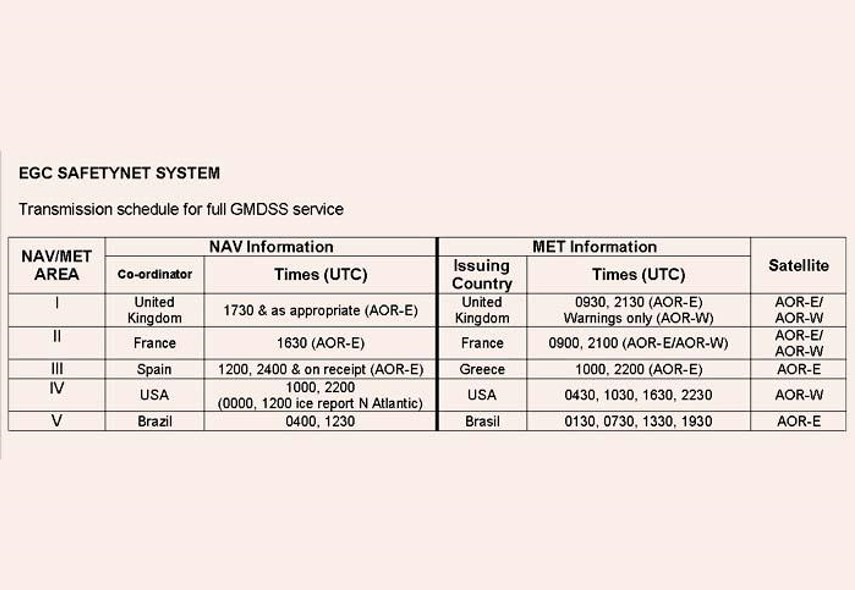 EGC SAFETYNET SYSTEM
Transmission schedule for full GMDSS service
NAV/MET AREA NAV Information MET Information Satellite
Co-ordinator Times (UTC) Issuing Country Times (UTC)
I United Kingdom 1730 & as appropriate (AOR-E) United Kingdom 0930, 2130 (AOR-E) Warnings only (AOR-W) AOR-E/ AOR-W
II France 1630 (AOR-E) France 0900, 2100 (AOR-E/AOR-W) AOR-E/ AOR-W
III Spain 1200, 2400 & on receipt (AOR-E) Greece 1000, 2200 (AOR-E) AOR-E
IV USA 1000, 2200 (0000, 1200 ice report N Atlantic) USA 0430, 1030, 1630, 2230 AOR-W
V Brazil 0400, 1230 Brasil 0130, 0730, 1330, 1930 AOR-E